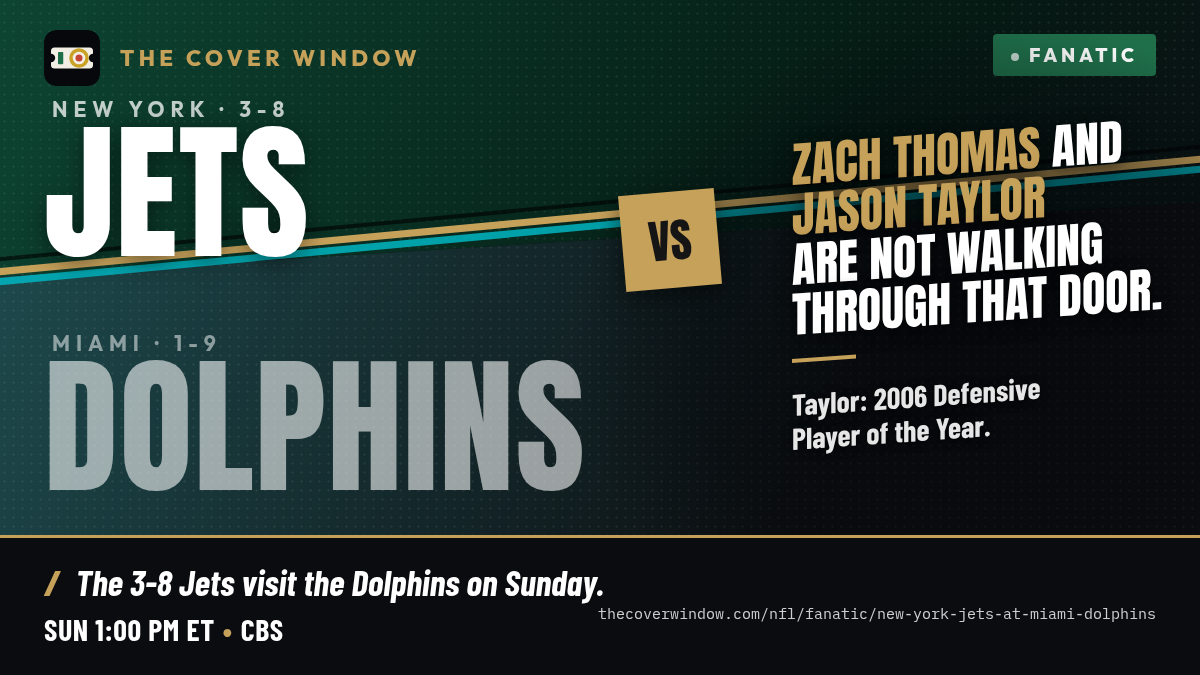 THE COVER WINDOW
FANATIC
NEW YORK · 3-8
JETS
VS
MIAMI · 1-9
DOLPHINS
ZACH THOMAS AND
JASON TAYLOR
ARE NOT WALKING
THROUGH THAT DOOR.
Taylor: 2006 Defensive
Player of the Year.
/ The 3-8 Jets visit the Dolphins on Sunday.
SUN 1:00 PM ET • CBS
thecoverwindow.com/nfl/fanatic/new-york-jets-at-miami-dolphins